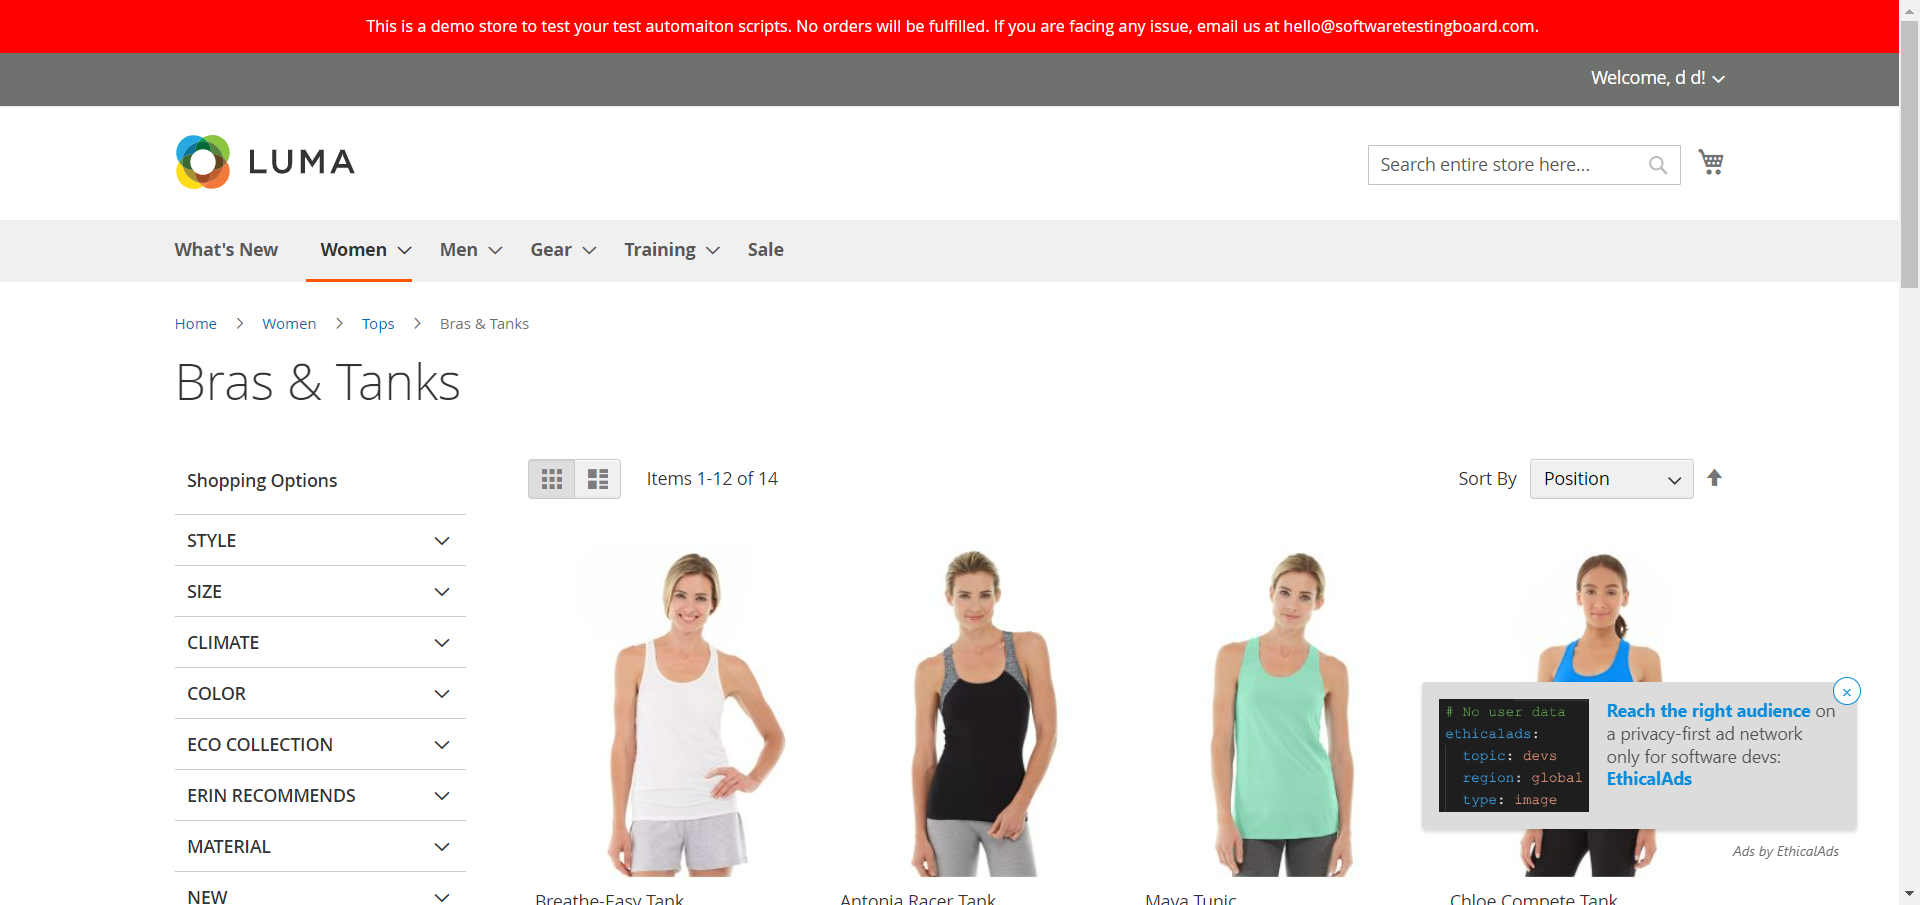 This is a demo store to test your test automaiton scripts. No orders will be fulfilled. If you are facing any issue, email us at hello@softwaretestingboard.com.
Welcome, d d!
LUMA
Search entire store here...
What's New
Women
Men
Gear
Training
Sale
Home
Women
Tops
Bras & Tanks
Bras & Tanks
Shopping Options
Items 1-12 of 14
Sort By
Position
STYLE
SIZE
CLIMATE
COLOR
ECO COLLECTION
ERIN RECOMMENDS
MATERIAL
NEW
# No user data
ethicalads:
topic: devs
region: global
type: image
Reach the right audience on
a privacy-first ad network
only for software devs:
EthicalAds
Ads by EthicalAds
Breathe-Easy Tank
Antonia Racer Tank
Maya Tunic
Chloe Compete Tank